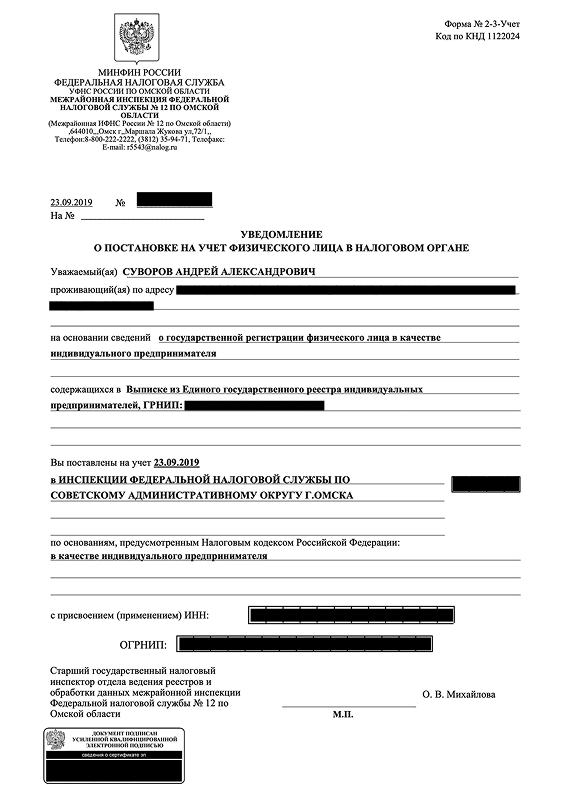 Форма № 2-3-Учет
Код по КНД 1122024
МИНФИН РОССИИ
ФЕДЕРАЛЬНАЯ НАЛОГОВАЯ СЛУЖБА
УФНС РОССИИ ПО ОМСКОЙ ОБЛАСТИ
МЕЖРАЙОННАЯ ИНСПЕКЦИЯ ФЕДЕРАЛЬНОЙ
НАЛОГОВОЙ СЛУЖБЫ № 12 ПО ОМСКОЙ
ОБЛАСТИ
(Межрайонная ИФНС России № 12 по Омской области)
,644010,,,Омск г,,Маршала Жукова ул,72/1,,
Телефон:8-800-222-2222, (3812) 35-94-71, Телефакс:
E-mail: r5543@nalog.ru
23.09.2019 №
На №
УВЕДОМЛЕНИЕ
О ПОСТАНОВКЕ НА УЧЕТ ФИЗИЧЕСКОГО ЛИЦА В НАЛОГОВОМ ОРГАНЕ
Уважаемый(ая) СУВОРОВ АНДРЕЙ АЛЕКСАНДРОВИЧ
проживающий(ая) по адресу
на основании сведений о государственной регистрации физического лица в качестве
индивидуального предпринимателя
содержащихся в Выписке из Единого государственного реестра индивидуальных
предпринимателей, ГРНИП:
Вы поставлены на учет 23.09.2019
в ИНСПЕКЦИИ ФЕДЕРАЛЬНОЙ НАЛОГОВОЙ СЛУЖБЫ ПО
СОВЕТСКОМУ АДМИНИСТРАТИВНОМУ ОКРУГУ Г.ОМСКА
по основаниям, предусмотренным Налоговым кодексом Российской Федерации:
в качестве индивидуального предпринимателя
с присвоением (применением) ИНН:
ОГРНИП:
Старший государственный налоговый
инспектор отдела ведения реестров и
обработки данных межрайонной инспекции
Федеральной налоговой службы № 12 по
Омской области
О. В. Михайлова
М.П.
ДОКУМЕНТ ПОДПИСАН
УСИЛЕННОЙ КВАЛИФИЦИРОВАННОЙ
ЭЛЕКТРОННОЙ ПОДПИСЬЮ
сведения о сертификате эп